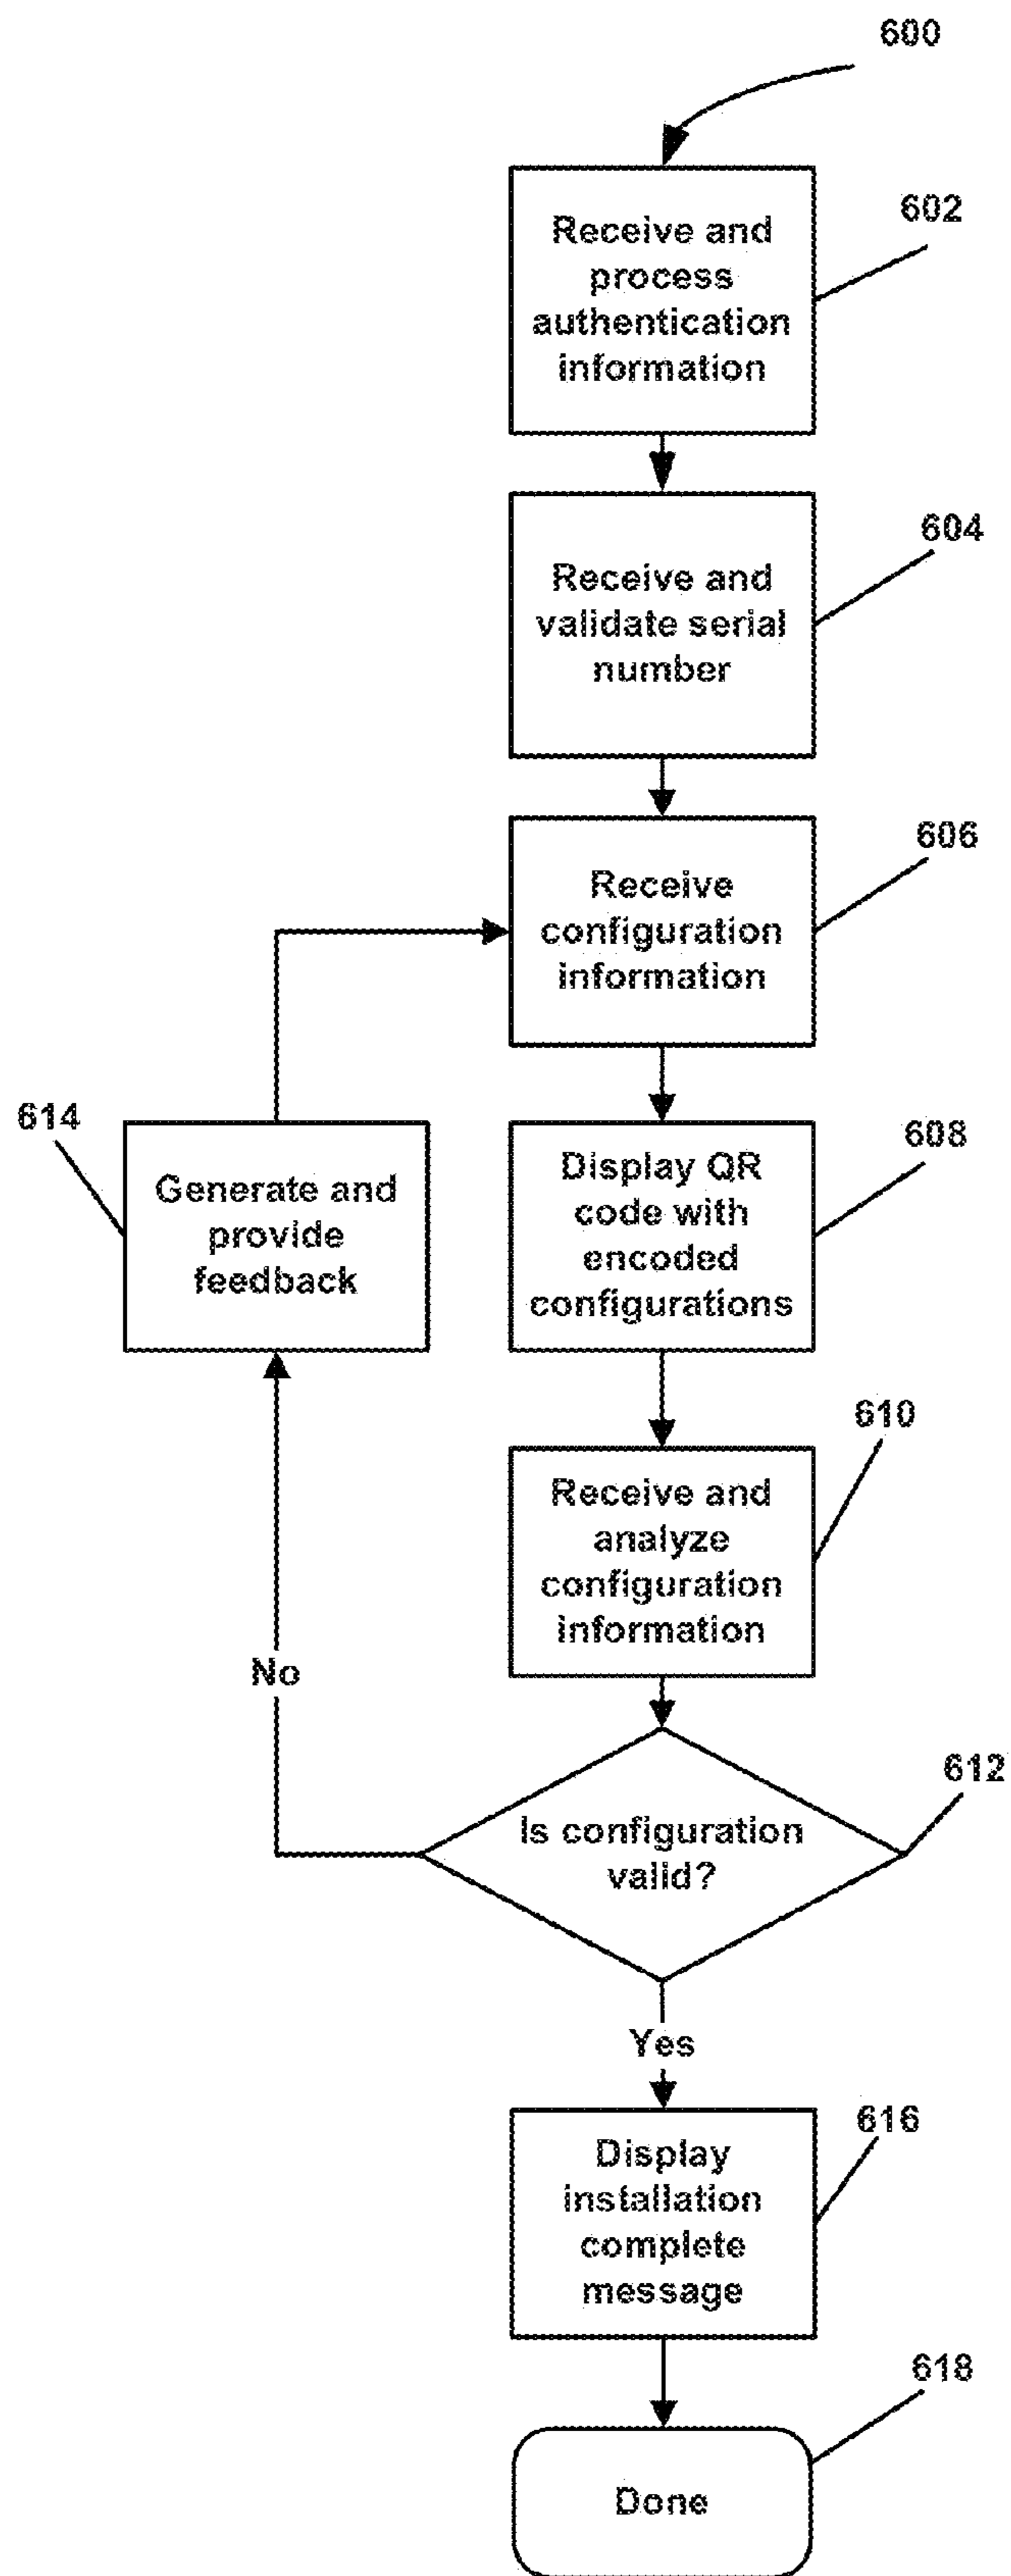 600
Receive and
process
authentication
information
602
Receive and
validate serial
number
604
Receive
configuration
information
606
614
Generate and
provide
feedback
Display QR
code with
encoded
configurations
608
Receive and
analyze
configuration
information
610
No
Is configuration
valid?
612
Yes
Display
installation
complete
message
616
Done
618